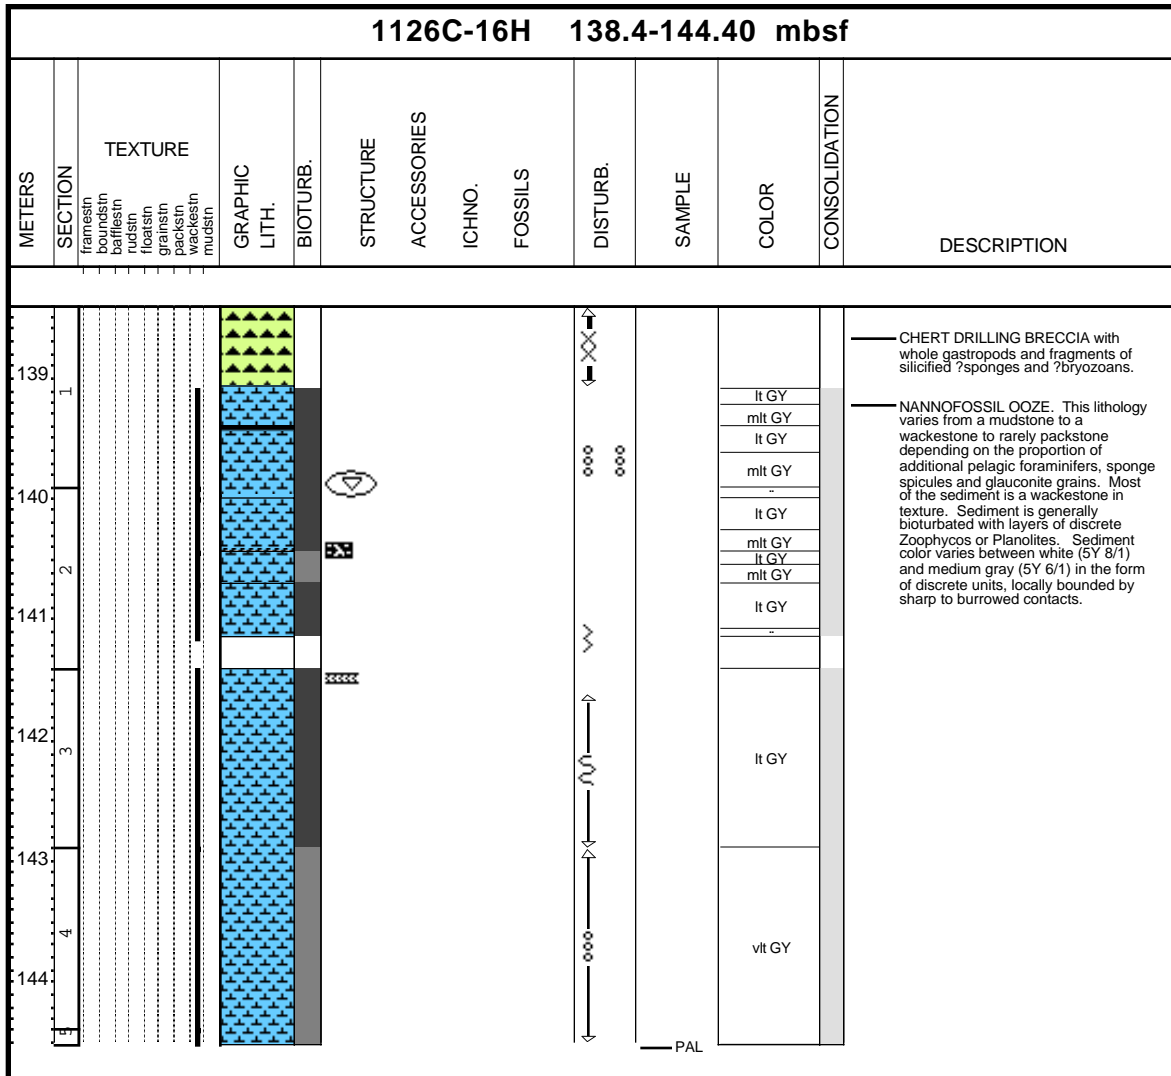 1126C-16H 138.4-144.40 mbsf
METERS
SECTION
TEXTURE
framestn
boundstn
bafflestn
rudstn
floatstn
grainstn
packstn
wackestn
mudstn
GRAPHIC
LITH.
BIOTURB.
STRUCTURE
ACCESSORIES
ICHNO.
FOSSILS
DISTURB.
SAMPLE
COLOR
CONSOLIDATION
DESCRIPTION
139
140
141
142
143
144
1
2
3
4
5
lt GY
mlt GY
lt GY
mlt GY
..
lt GY
mlt GY
lt GY
mlt GY
lt GY
..
lt GY
vlt GY
PAL
CHERT DRILLING BRECCIA with
whole gastropods and fragments of
silicified ?sponges and ?bryozoans.
NANNOFOSSIL OOZE. This lithology
varies from a mudstone to a
wackestone to rarely packstone
depending on the proportion of
additional pelagic foraminifers, sponge
spicules and glauconite grains. Most
of the sediment is a wackestone in
texture. Sediment is generally
bioturbated with layers of discrete
Zoophycos or Planolites. Sediment
color varies between white (5Y 8/1)
and medium gray (5Y 6/1) in the form
of discrete units, locally bounded by
sharp to burrowed contacts.